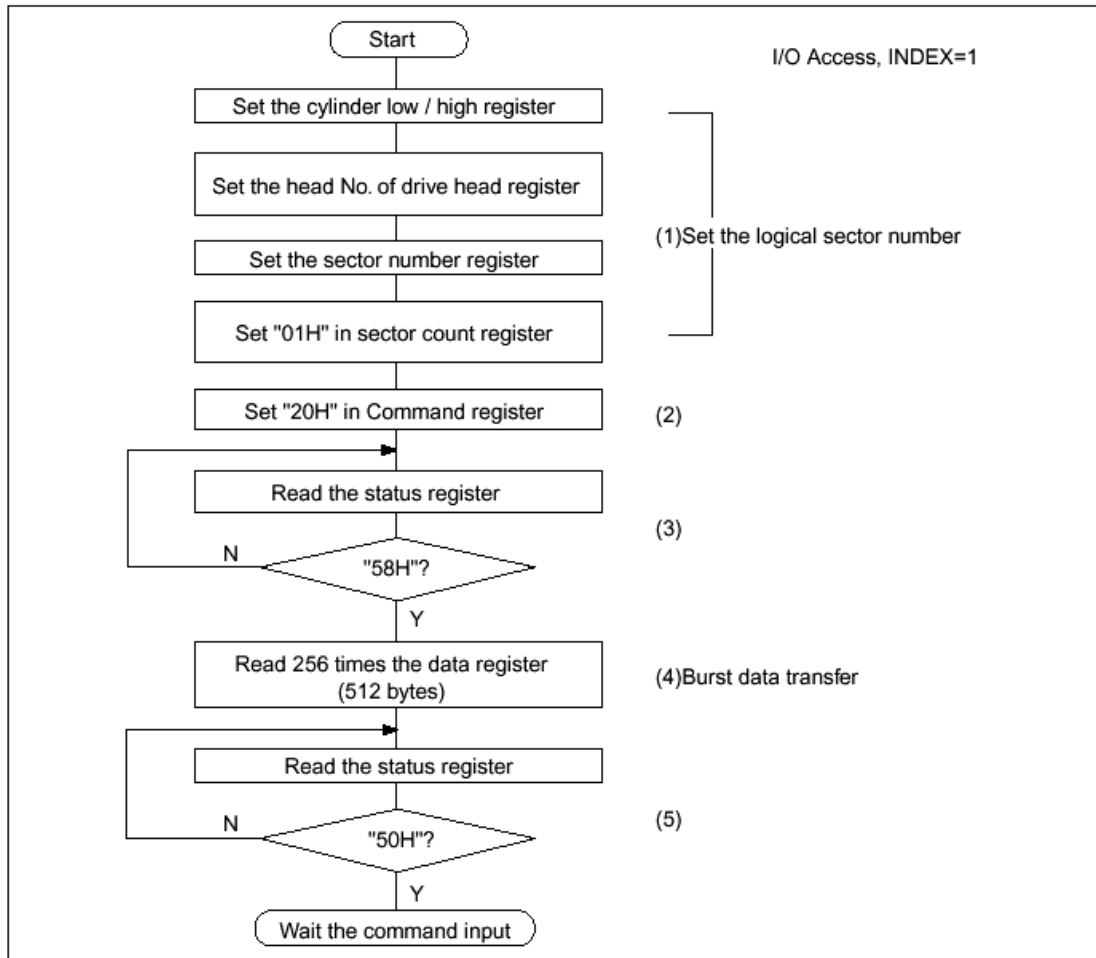 Start
I/O Access, INDEX=1
Set the cylinder low / high register
Set the head No. of drive head register
(1)Set the logical sector number
Set the sector number register
Set "01H" in sector count register
Set "20H" in Command register
(2)
Read the status register
(3)
N
"58H"?
Y
Read 256 times the data register
(512 bytes)
(4)Burst data transfer
Read the status register
N
(5)
"50H"?
Y
Wait the command input